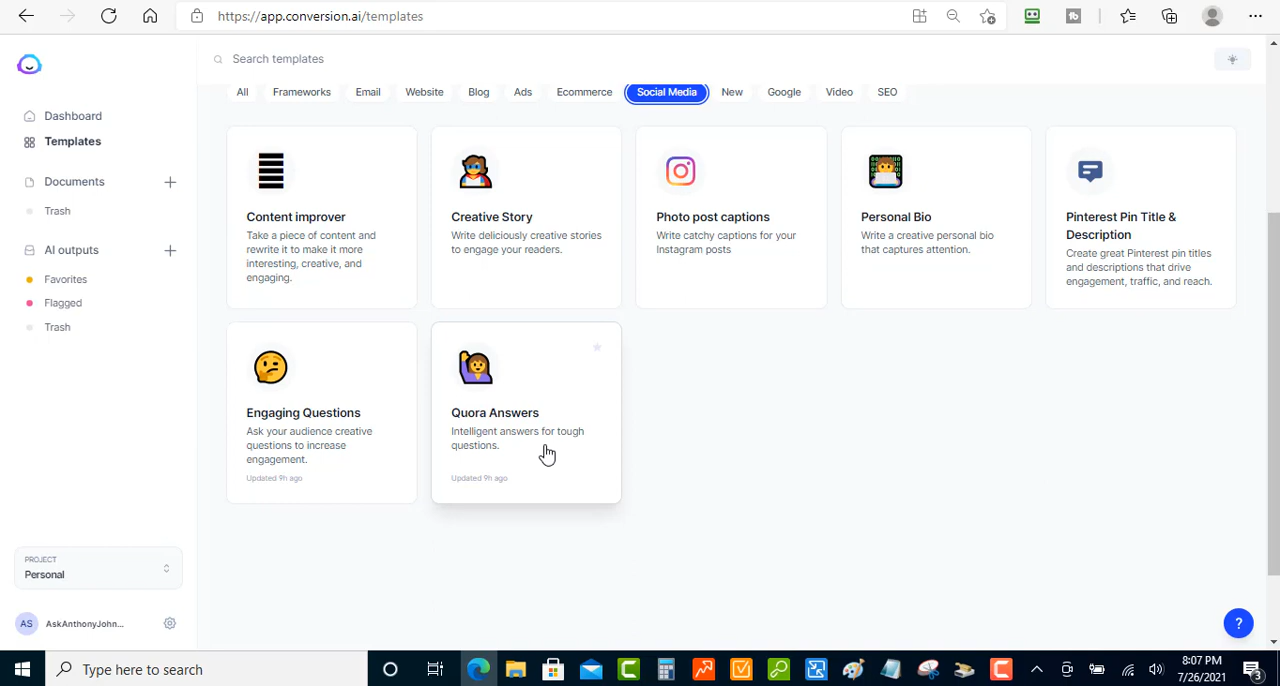 https://app.conversion.ai/templates
Search templates
All Frameworks Email Website Blog Ads Ecommerce Social Media New Google Video SEO
Dashboard
Templates
Documents
Trash
AI outputs
Favorites
Flagged
Trash
PROJECT
Personal
AS AskAnthonyJohn...
Content improver
Take a piece of content and
rewrite it to make it more
interesting, creative, and
engaging.
Creative Story
Write deliciously creative stories
to engage your readers.
Photo post captions
Write catchy captions for your
Instagram posts
Personal Bio
Write a creative personal bio
that captures attention.
Pinterest Pin Title &
Description
Create great Pinterest pin titles
and descriptions that drive
engagement, traffic, and reach.
Engaging Questions
Ask your audience creative
questions to increase
engagement.
Updated 9h ago
Quora Answers
Intelligent answers for tough
questions.
Updated 9h ago
?
Type here to search
8:07 PM
7/26/2021
3